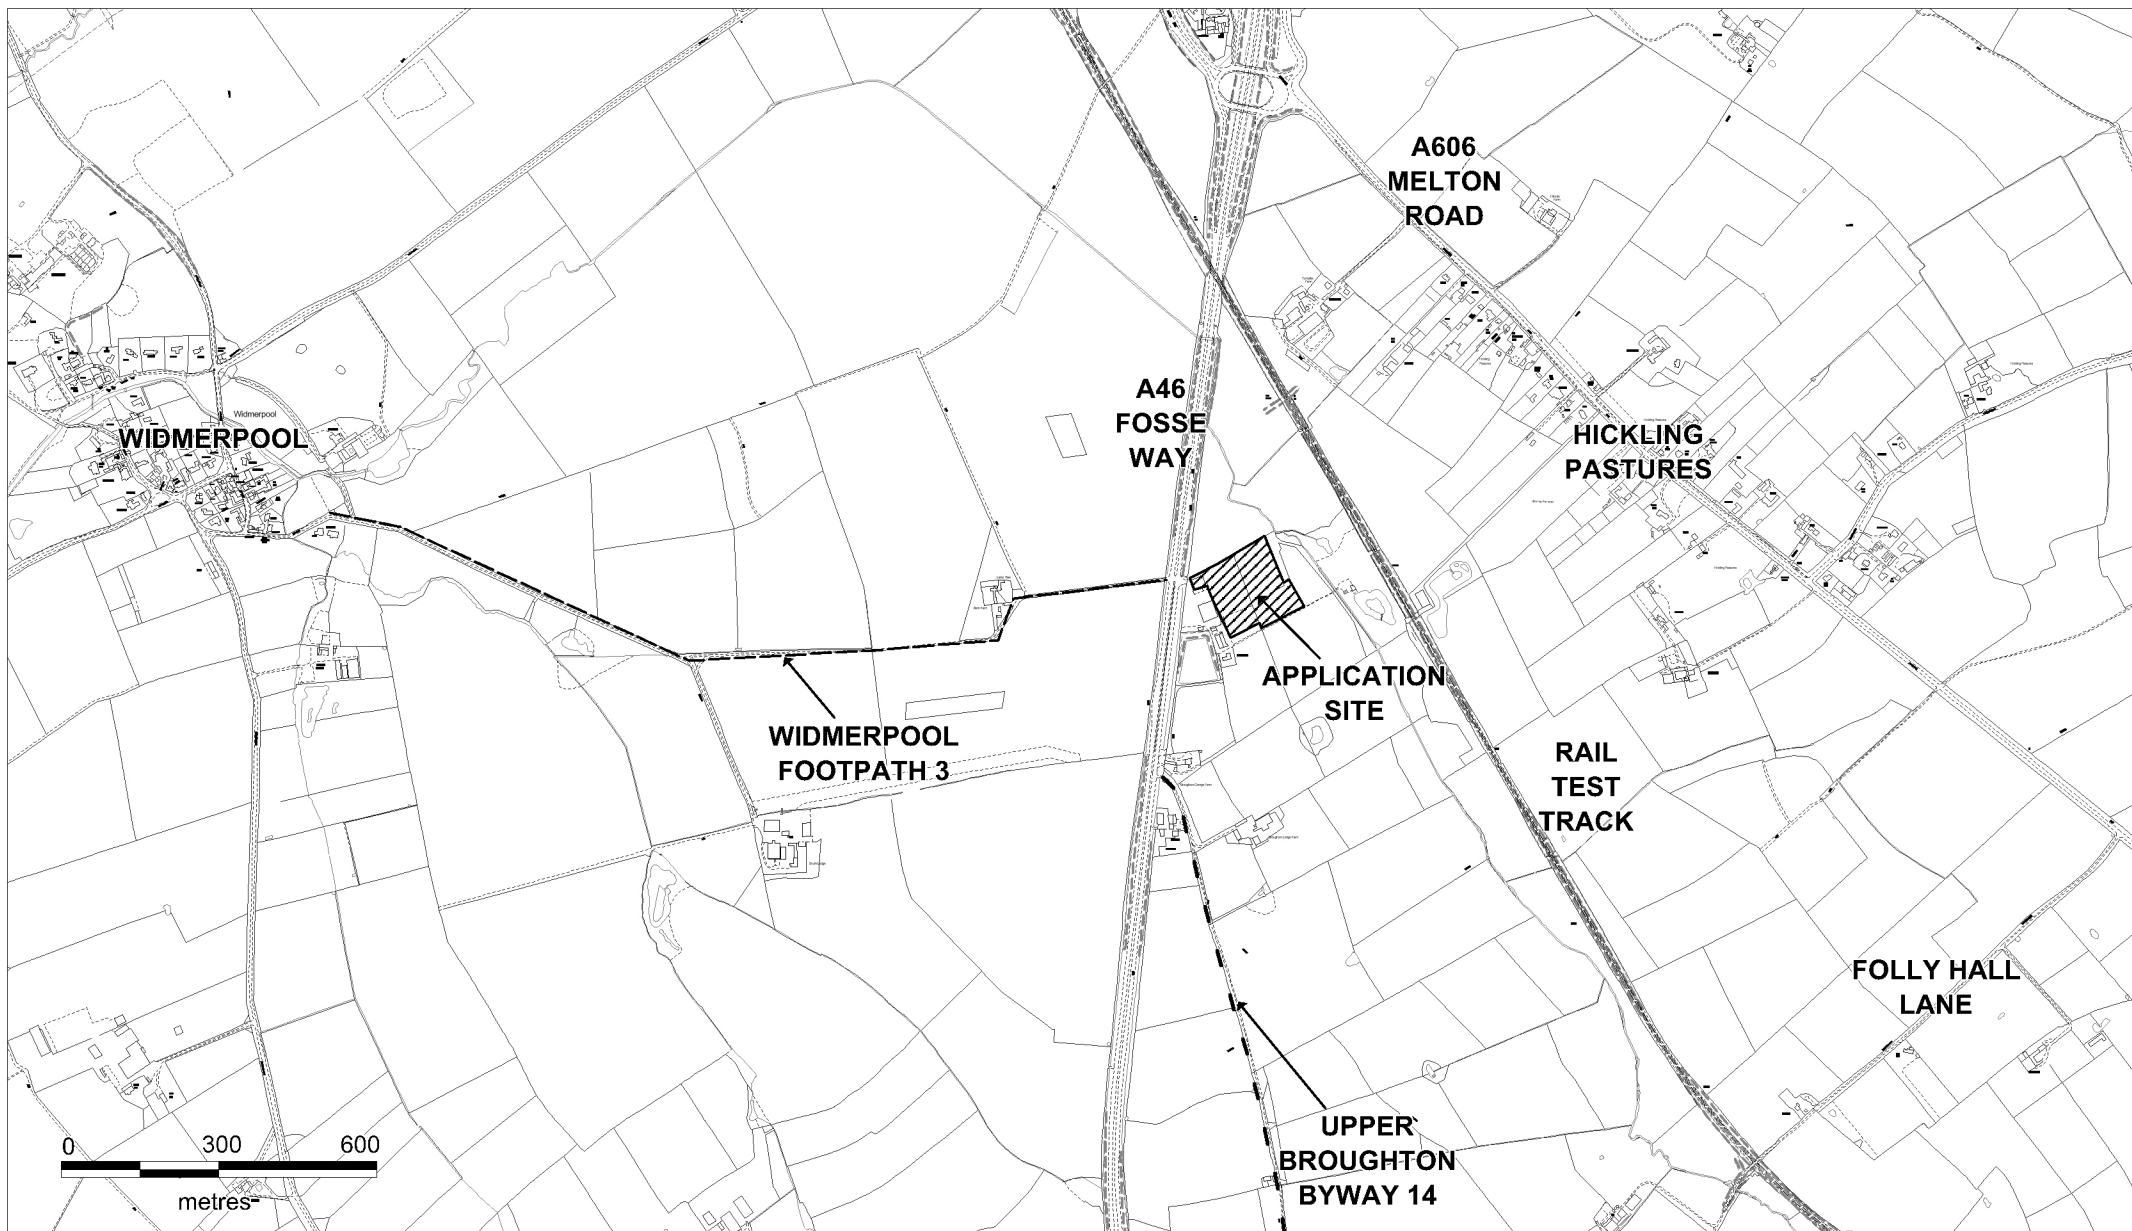 A606
MELTON
ROAD
A46
FOSSE
WAY
Widmerpool
WIDMERPOOL
HICKLING
PASTURES
APPLICATION
SITE
WIDMERPOOL
FOOTPATH 3
RAIL
TEST
TRACK
FOLLY HALL
LANE
UPPER
BROUGHTON
BYWAY 14
0 300 600
metres